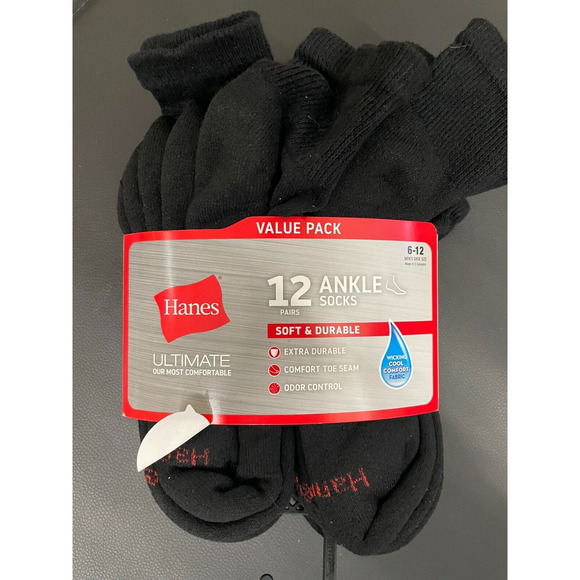 VALUE PACK
6-12
Hanes
12 PAIRS
ANKLE
SOCKS
SOFT & DURABLE
ULTIMATE
OUR MOST COMFORTABLE
EXTRA DURABLE
COMFORT TOE SEAM
ODOR CONTROL
WICKING
COOL
COMFORT
FABRIC